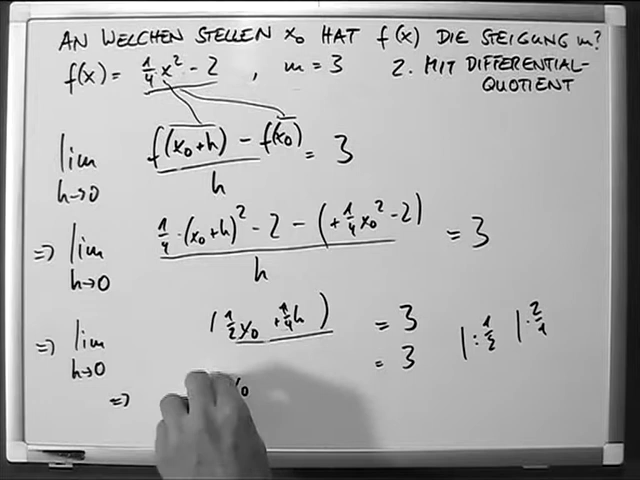 AN WELCHEN STELLEN x₀ HAT f(x) DIE STEIGUNG m?
f(x) = 1/4 x² - 2 , m = 3 2. MIT DIFFERENTIAL-
QUOTIENT
lim h→0 (f(x₀+h) - f(x₀))/h = 3
=> lim h→0 (1/4·(x₀+h)² - 2 - (+1/4 x₀² - 2))/h = 3
=> lim h→0 (1/2 x₀ + 1/4 h) = 3 |:1/2 |·2/1
=> x₀ = 3